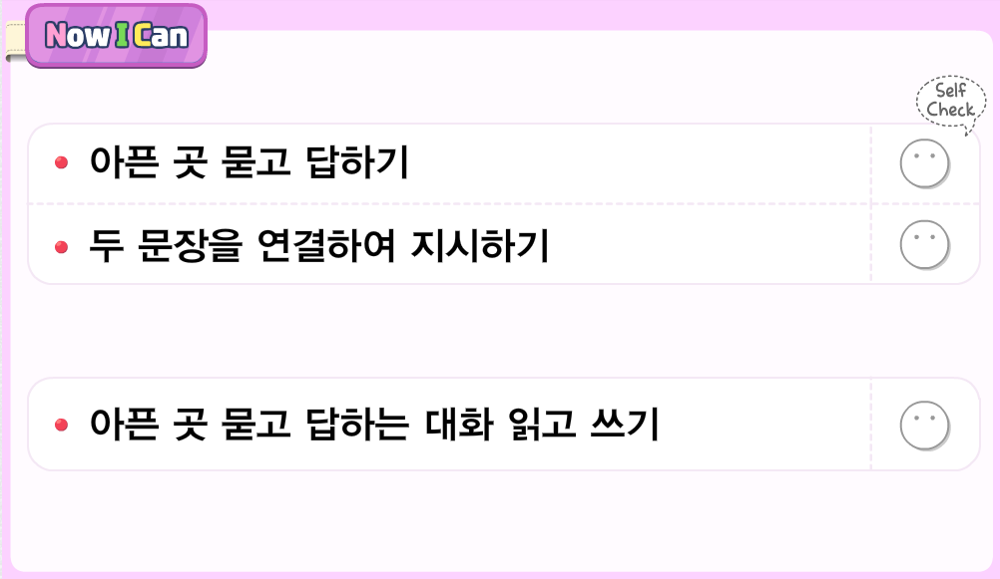 Now I Can
Self
Check
아픈 곳 묻고 답하기
두 문장을 연결하여 지시하기
아픈 곳 묻고 답하는 대화 읽고 쓰기